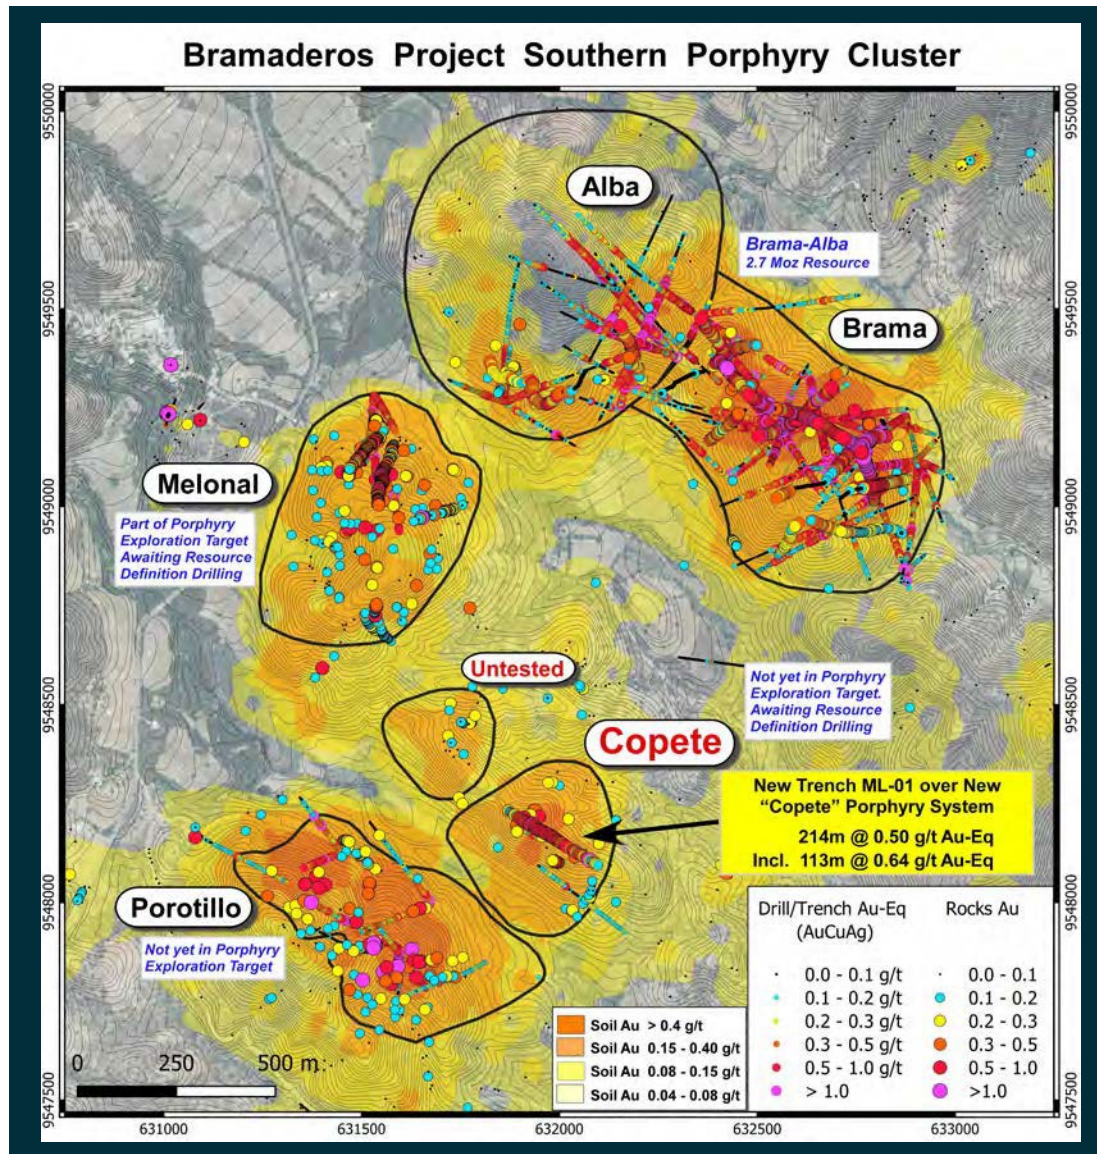 Bramaderos Project Southern Porphyry Cluster
9550000
9550000
Alba
Brama-Alba
2.7 Moz Resource
9549500
9549500
Brama
Melonal
Part of Porphyry
Exploration Target
Awaiting Resource
Definition Drilling
9549000
9549000
Untested
Not yet in Porphyry
Exploration Target.
Awaiting Resource
Definition Drilling
9548500
9548500
Copete
New Trench ML-01 over New
“Copete” Porphyry System
214m @ 0.50 g/t Au-Eq
Incl. 113m @ 0.64 g/t Au-Eq
9548000
9548000
Porotillo
Not yet in Porphyry
Exploration Target
Drill/Trench Au-Eq
(AuCuAg)
0.0 - 0.1 g/t
0.1 - 0.2 g/t
0.2 - 0.3 g/t
0.3 - 0.5 g/t
0.5 - 1.0 g/t
> 1.0
Rocks Au
0.0 - 0.1
0.1 - 0.2
0.2 - 0.3
0.3 - 0.5
0.5 - 1.0
>1.0
Soil Au > 0.4 g/t
Soil Au 0.15 - 0.40 g/t
Soil Au 0.08 - 0.15 g/t
Soil Au 0.04 - 0.08 g/t
0 250 500 m
9547500
9547500
631000 631500 632000 632500 633000